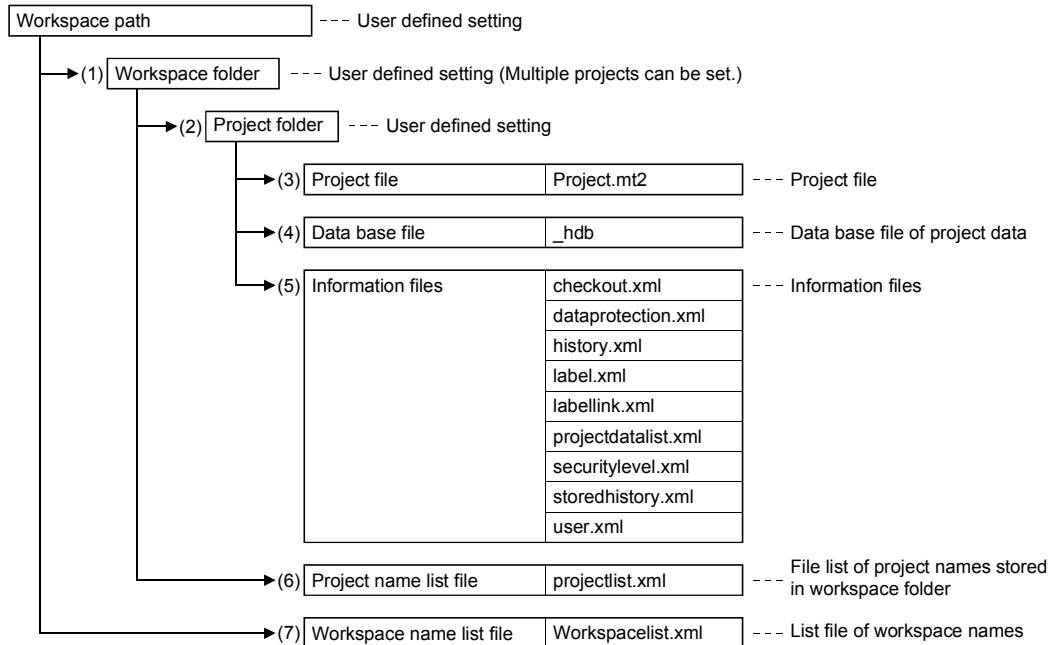 Workspace path --- User defined setting
(1) Workspace folder --- User defined setting (Multiple projects can be set.)
(2) Project folder --- User defined setting
(3) Project file Project.mt2 --- Project file
(4) Data base file _hdb --- Data base file of project data
(5) Information files checkout.xml --- Information files
dataprotection.xml
history.xml
label.xml
labellink.xml
projectdatalist.xml
securitylevel.xml
storedhistory.xml
user.xml
(6) Project name list file projectlist.xml --- File list of project names stored
in workspace folder
(7) Workspace name list file Workspacelist.xml --- List file of workspace names